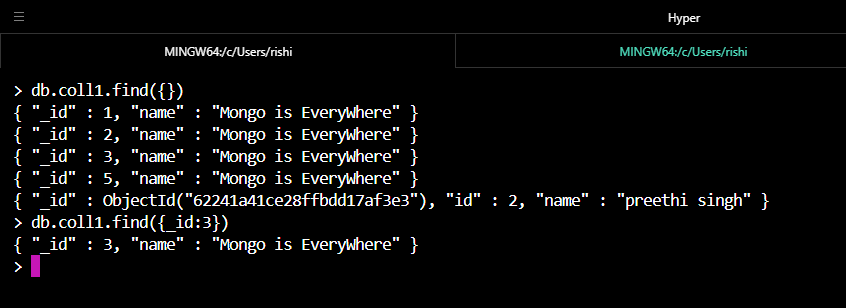 Hyper
MINGW64:/c/Users/rishi
MINGW64:/c/Users/rishi
> db.coll1.find({})
{ "_id" : 1, "name" : "Mongo is EveryWhere" }
{ "_id" : 2, "name" : "Mongo is EveryWhere" }
{ "_id" : 3, "name" : "Mongo is EveryWhere" }
{ "_id" : 5, "name" : "Mongo is EveryWhere" }
{ "_id" : ObjectId("62241a41ce28ffbdd17af3e3"), "id" : 2, "name" : "preethi singh" }
> db.coll1.find({_id:3})
{ "_id" : 3, "name" : "Mongo is EveryWhere" }
>